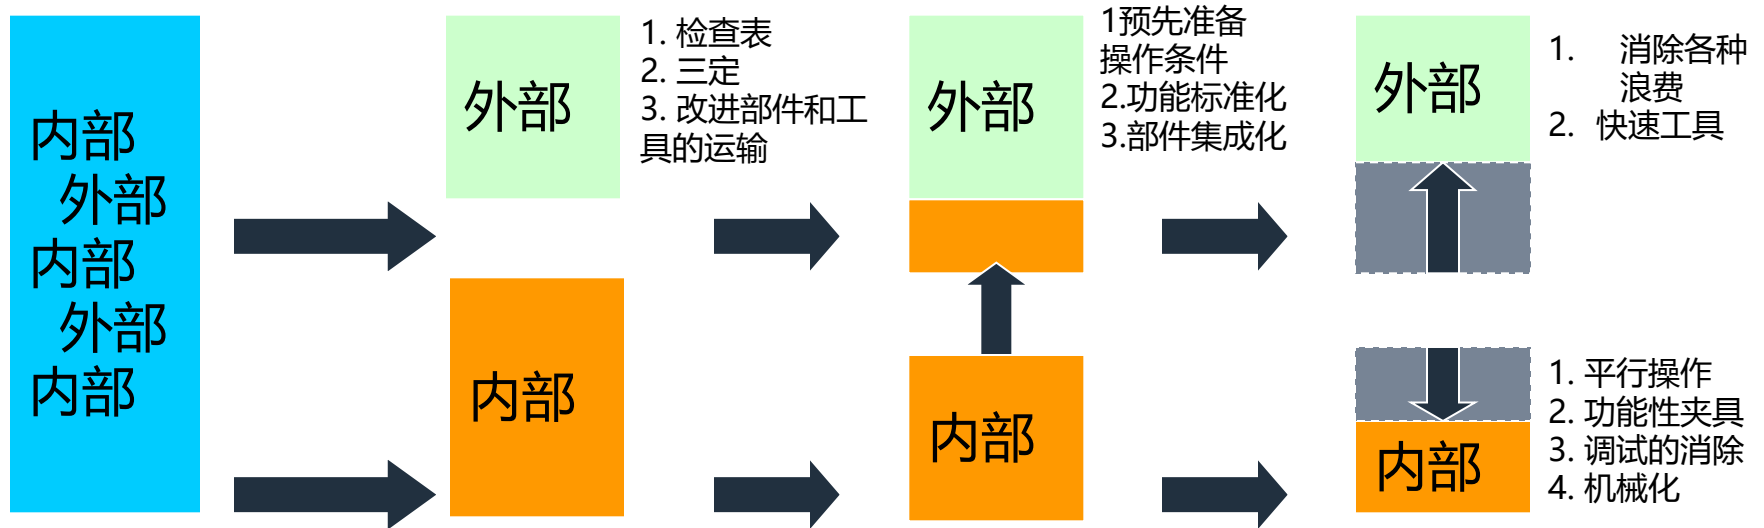 内部
外部
内部
外部
内部
外部
1. 检查表
2. 三定
3. 改进部件和工
具的运输
内部
外部
1预先准备
操作条件
2.功能标准化
3.部件集成化
内部
外部
1. 消除各种
浪费
2. 快速工具
内部
1. 平行操作
2. 功能性夹具
3. 调试的消除
4. 机械化